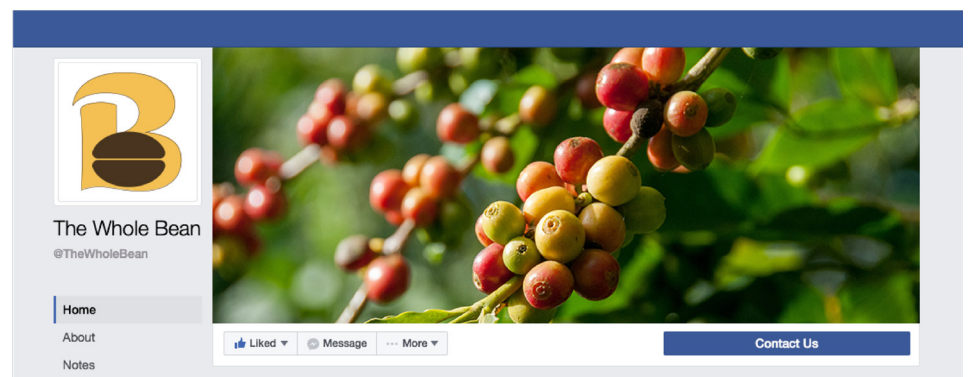 The Whole Bean
@TheWholeBean
Home
About
Notes
Liked
Message
More
Contact Us